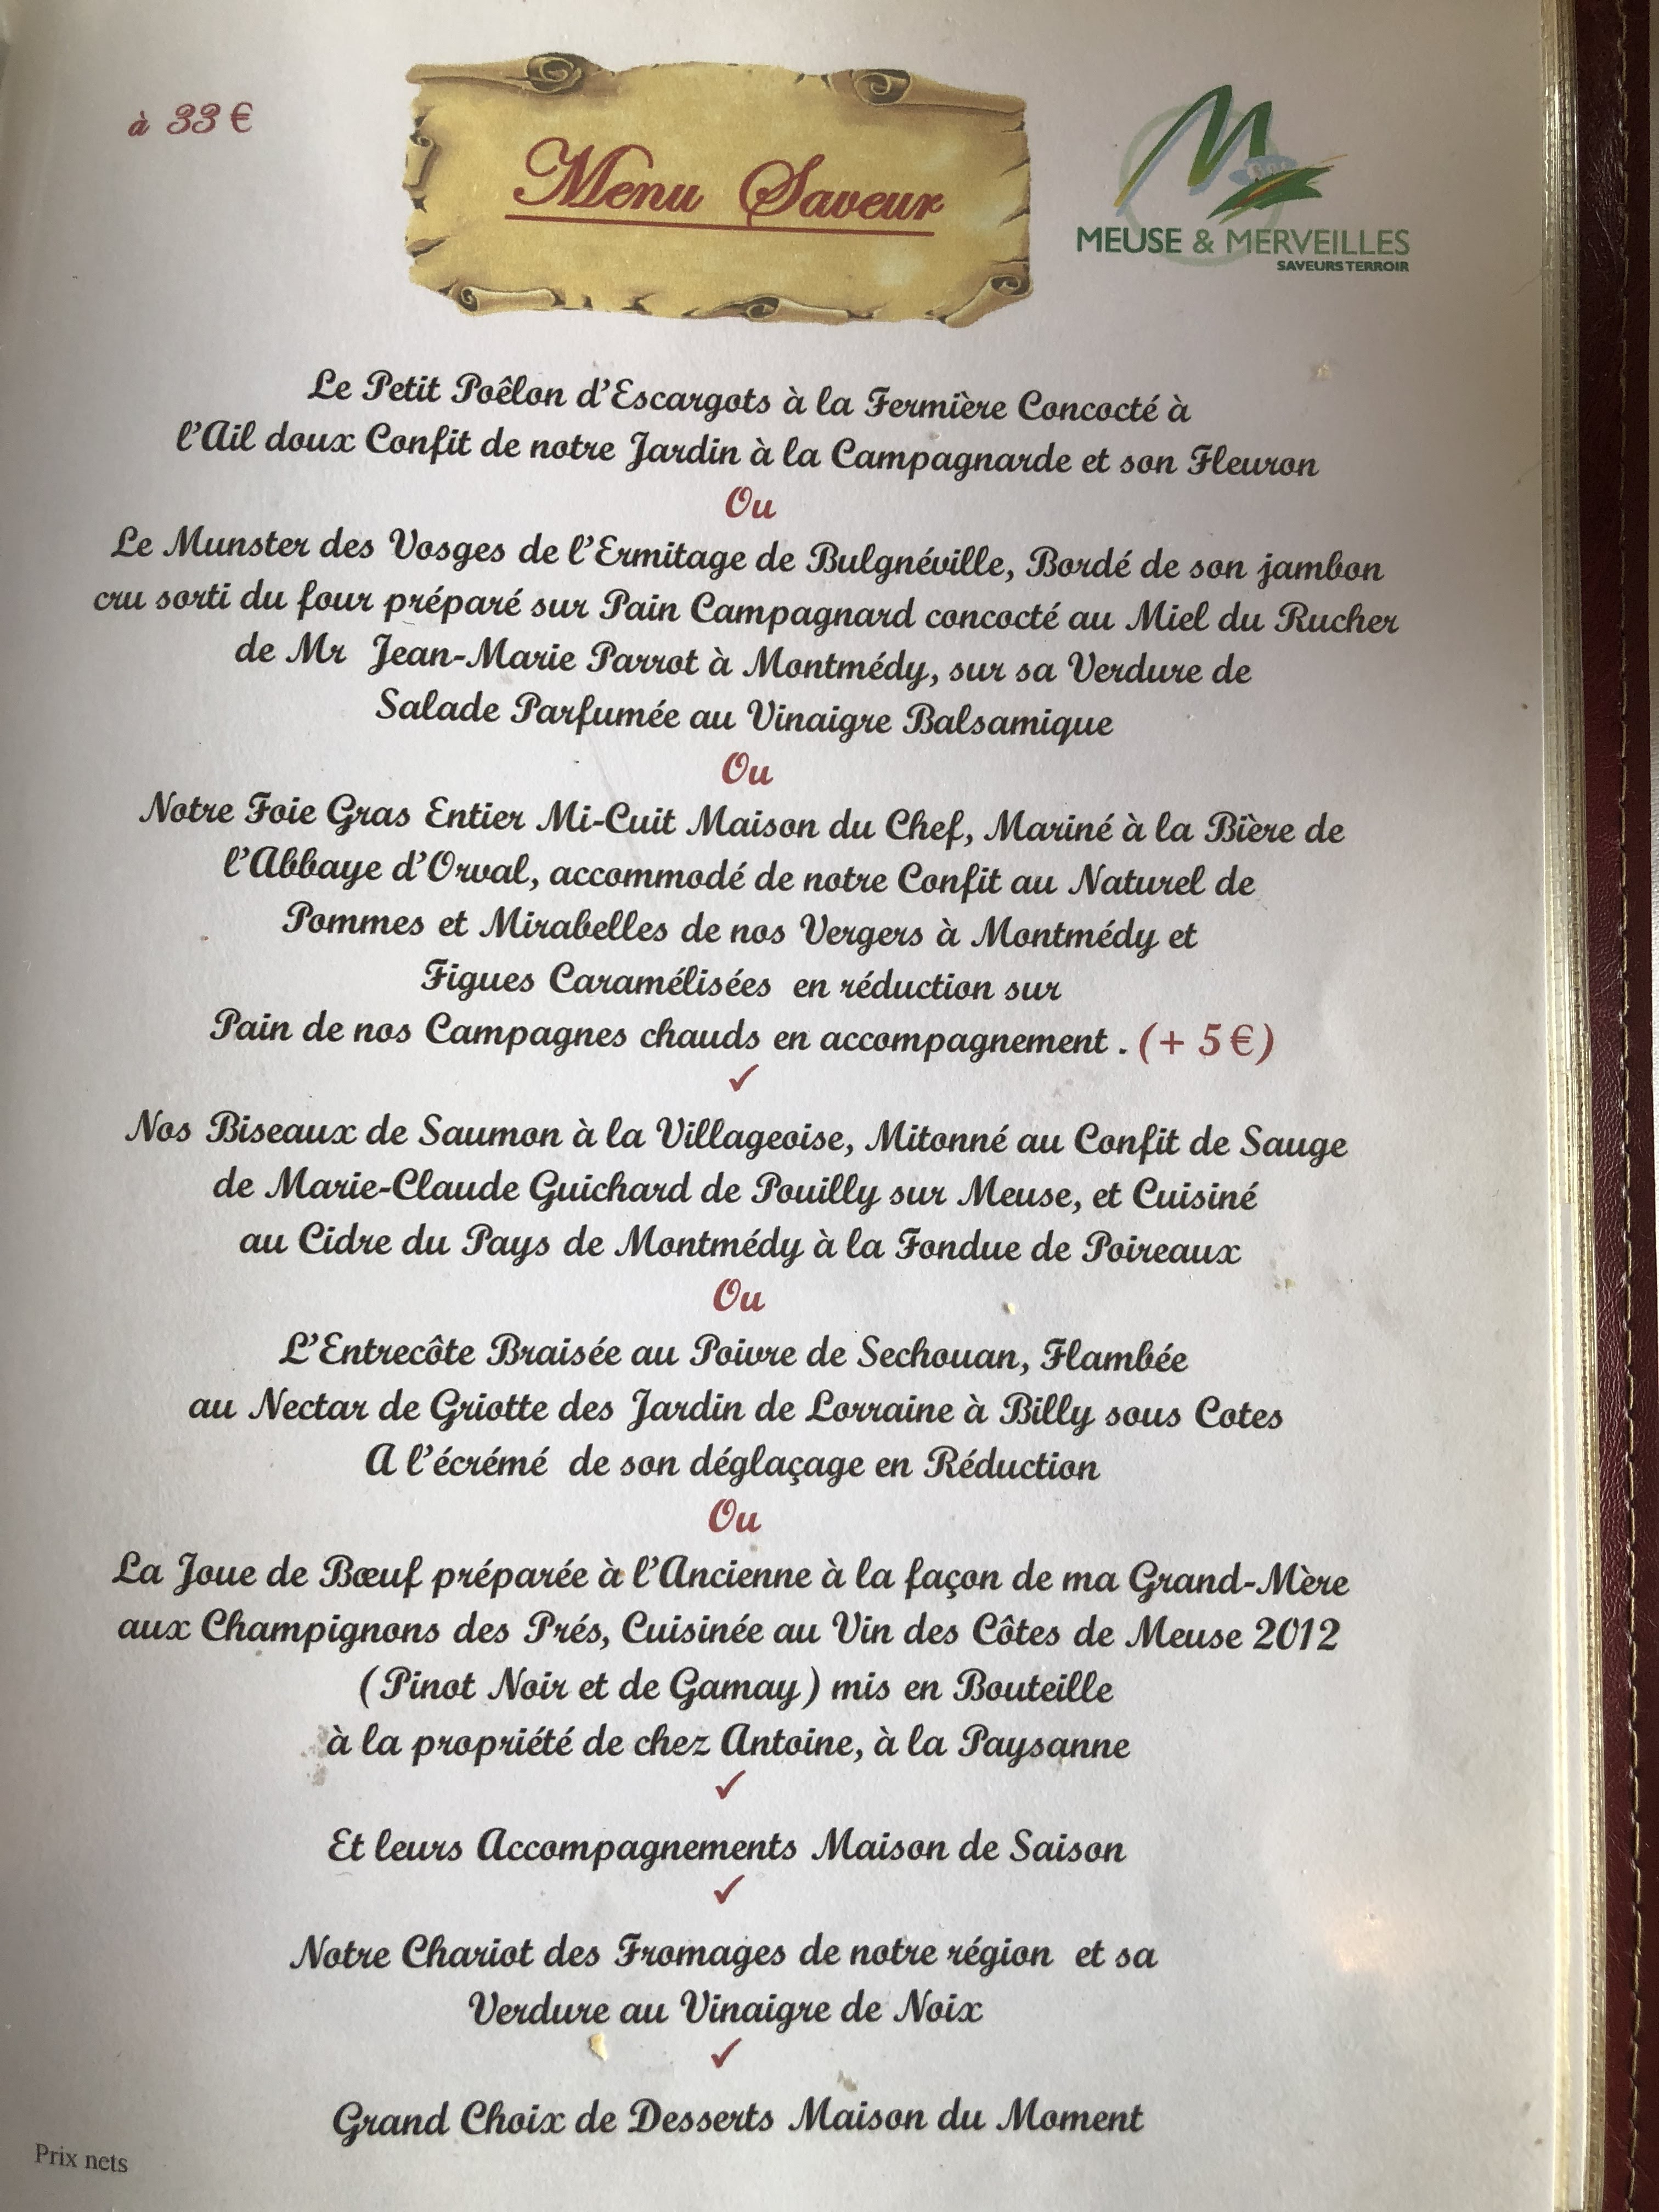 à 33 €
Menu Saveur
MEUSE & MERVEILLES
SAVEURS TERROIR
Le Petit Poêlon d'Escargots à la Fermière Concocté à
l'Ail doux Confit de notre Jardin à la Campagnarde et son Fleuron
Ou
Le Munster des Vosges de l'Ermitage de Bulgnéville, Bordé de son jambon
cru sorti du four préparé sur Pain Campagnard concocté au Miel du Rucher
de Mr Jean-Marie Parrot à Montmédy, sur sa Verdure de
Salade Parfumée au Vinaigre Balsamique
Ou
Notre Foie Gras Entier Mi-Cuit Maison du Chef, Mariné à la Bière de
l'Abbaye d'Orval, accommodé de notre Confit au Naturel de
Pommes et Mirabelles de nos Vergers à Montmédy et
Figues Caramélisées en réduction sur
Pain de nos Campagnes chauds en accompagnement . (+ 5 €)
✓
Nos Biseaux de Saumon à la Villageoise, Mitonné au Confit de Sauge
de Marie-Claude Guichard de Pouilly sur Meuse, et Cuisiné
au Cidre du Pays de Montmédy à la Fondue de Poireaux
Ou
L'Entrecôte Braisée au Poivre de Sechouan, Flambée
au Nectar de Griotte des Jardin de Lorraine à Billy sous Cotes
A l'écrémé de son déglaçage en Réduction
Ou
La Joue de Bœuf préparée à l'Ancienne à la façon de ma Grand-Mère
aux Champignons des Prés, Cuisinée au Vin des Côtes de Meuse 2012
(Pinot Noir et de Gamay) mis en Bouteille
à la propriété de chez Antoine, à la Paysanne
✓
Et leurs Accompagnements Maison de Saison
✓
Notre Chariot des Fromages de notre région et sa
Verdure au Vinaigre de Noix
✓
Grand Choix de Desserts Maison du Moment
Prix nets